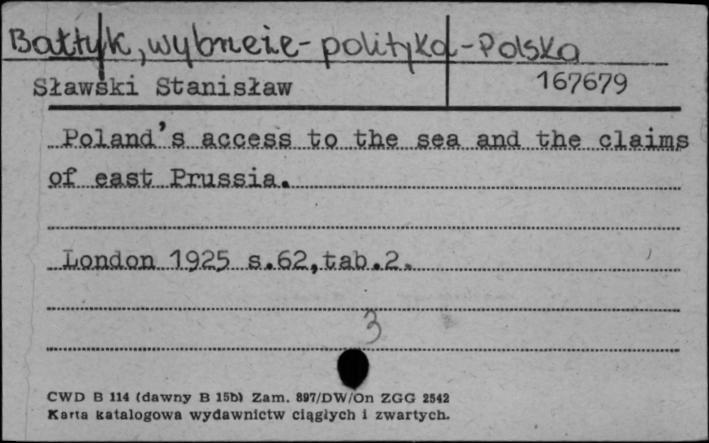 Bałtyk, wybrzeże - polityka - Polska
Sławski Stanisław 167679
Poland's access to the sea and the claims
of east Prussia.
London 1925 s.62,tab.2.
3
CWD B 114 (dawny B 15b) Zam. 897/DW/On ZGG 2542
Karta katalogowa wydawnictw ciągłych i zwartych.